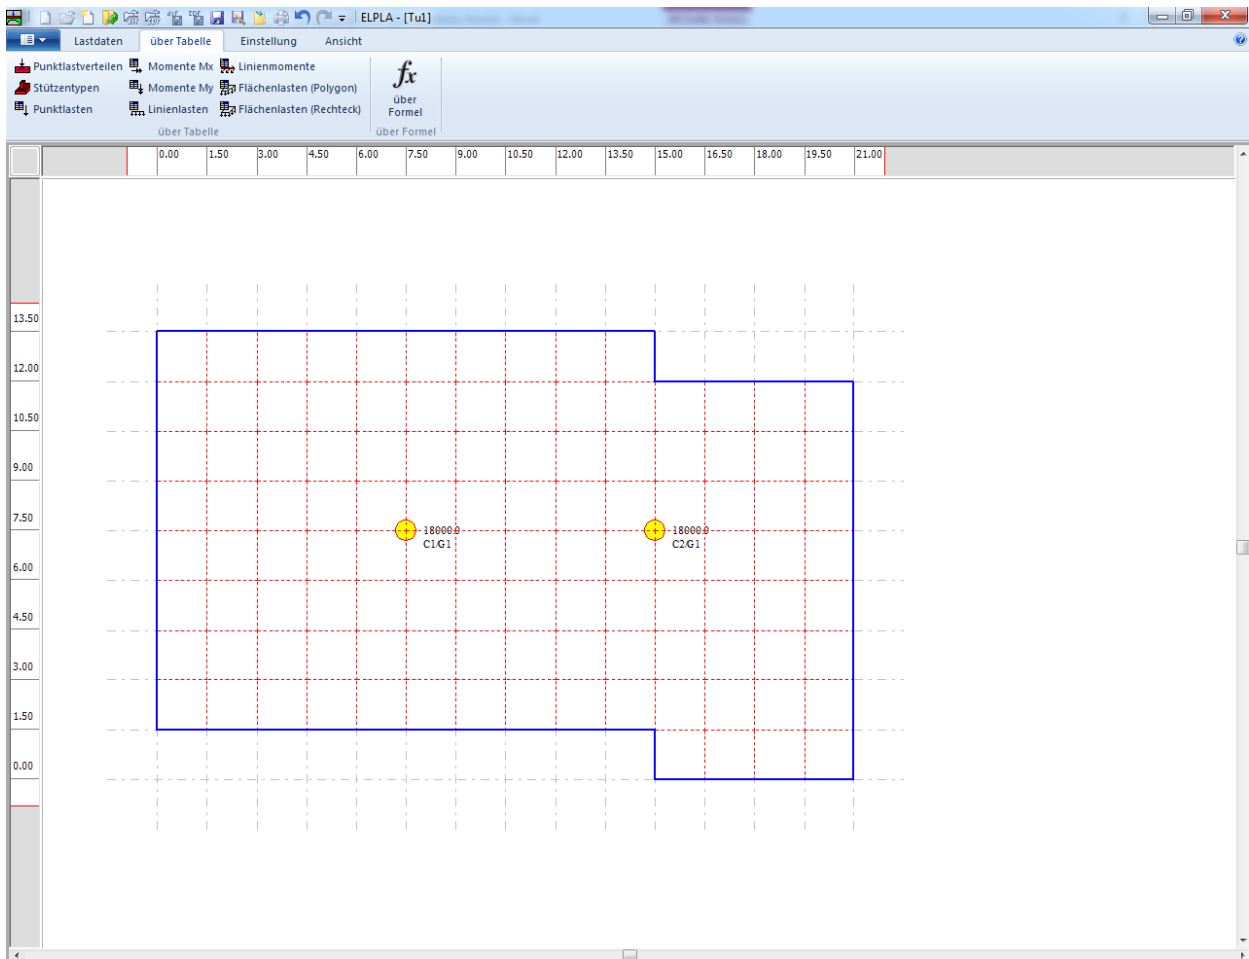 ELPLA - [Tu1]
Lastdaten über Tabelle Einstellung Ansicht
Punktlastverteilen Momente Mx Linienmomente
Stützentypen Momente My Flächenlasten (Polygon)
Punktlasten Linienlasten Flächenlasten (Rechteck)
fx
über
Formel
über Tabelle über Formel
0.00 1.50 3.00 4.50 6.00 7.50 9.00 10.50 12.00 13.50 15.00 16.50 18.00 19.50 21.00
13.50
12.00
10.50
9.00
7.50
18000.0 18000.0
C1/G1 C2/G1
6.00
4.50
3.00
1.50
0.00